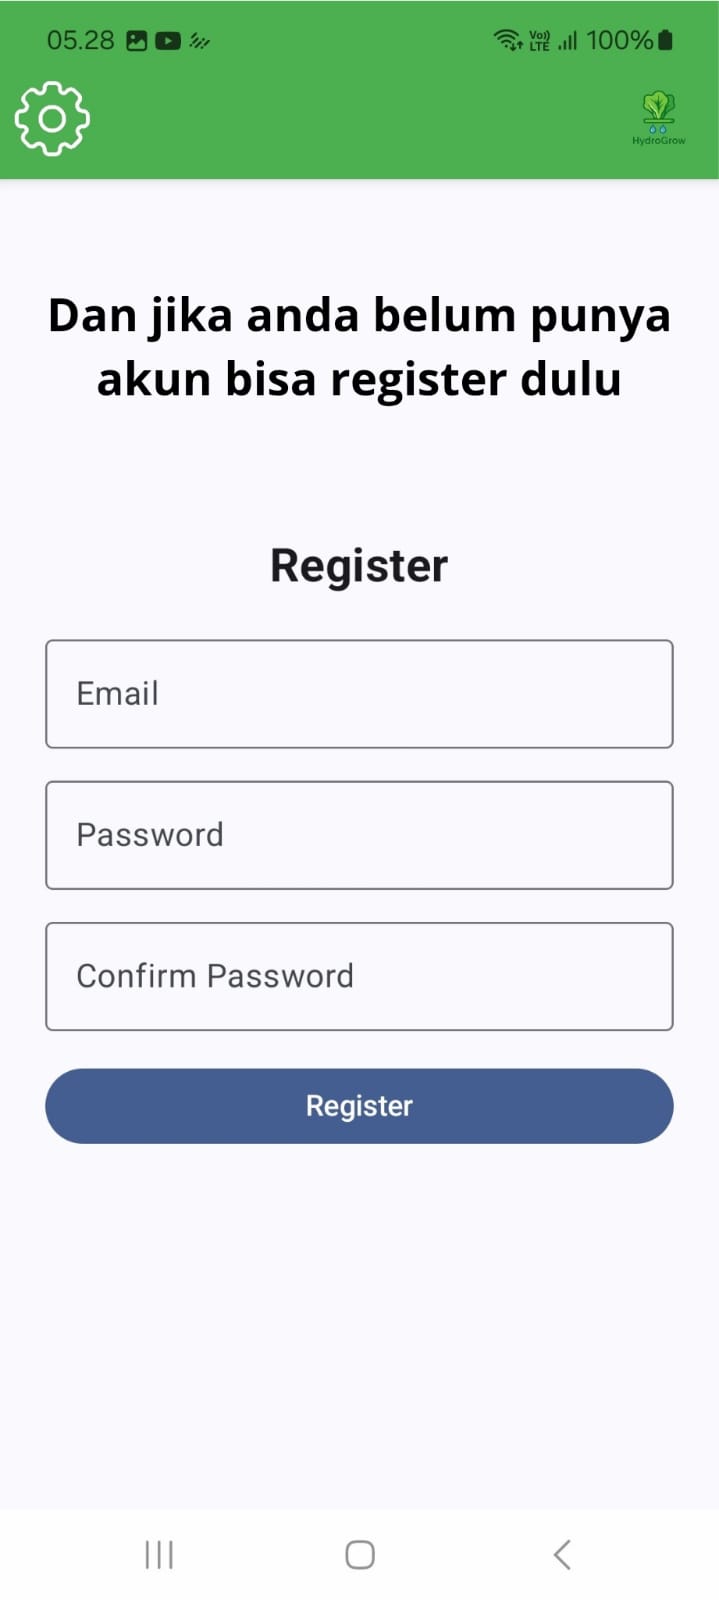 05.28 Vo)) LTE 100%
HydroGrow
Dan jika anda belum punya
akun bisa register dulu
Register
Email
Password
Confirm Password
Register